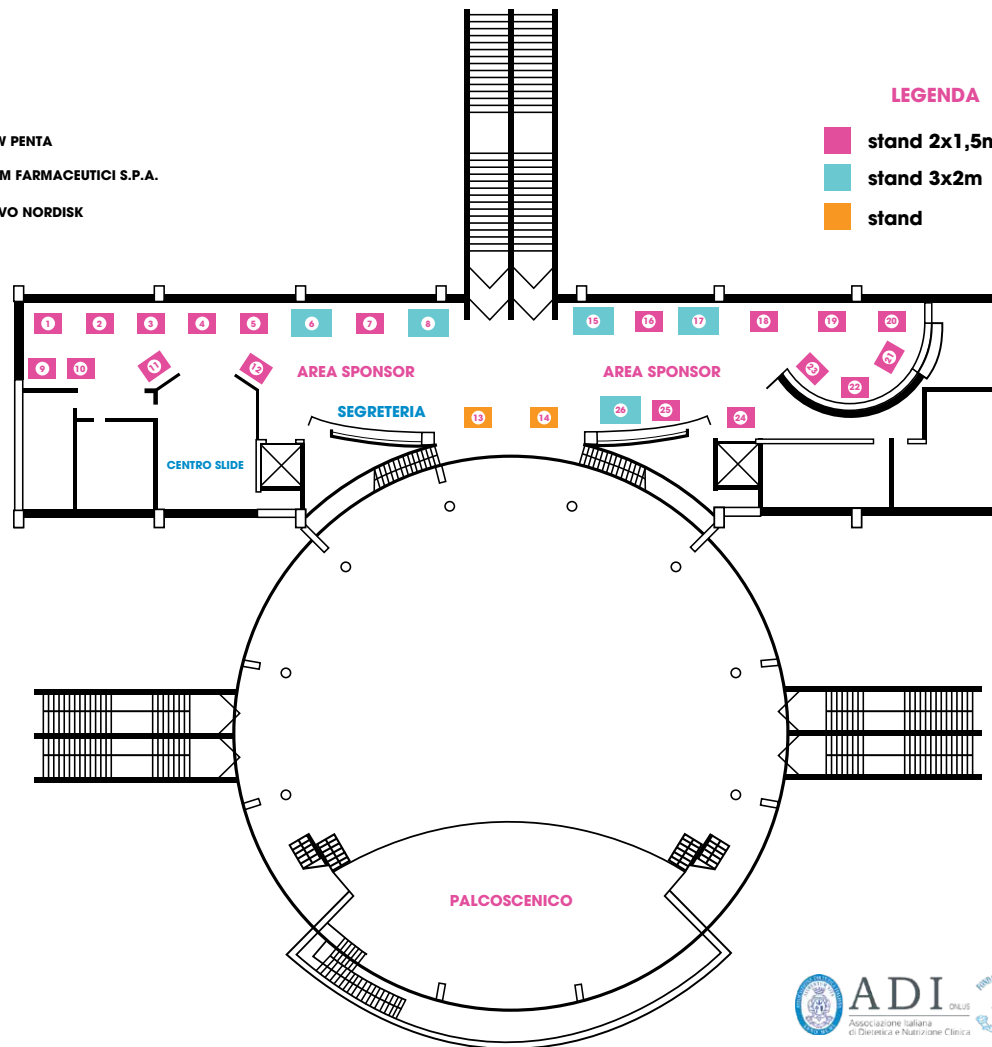 LEGENDA
W PENTA
stand 2x1,5m
M FARMACEUTICI S.P.A.
stand 3x2m
VO NORDISK
stand
1 2 3 4 5 6 7 8
15 16 17 18 19 20
9 10 11 12
AREA SPONSOR
AREA SPONSOR
21
23
22
SEGRETERIA
13 14
26 25 24
CENTRO SLIDE
PALCOSCENICO
ADI ONLUS
Associazione Italiana
di Dietetica e Nutrizione Clinica